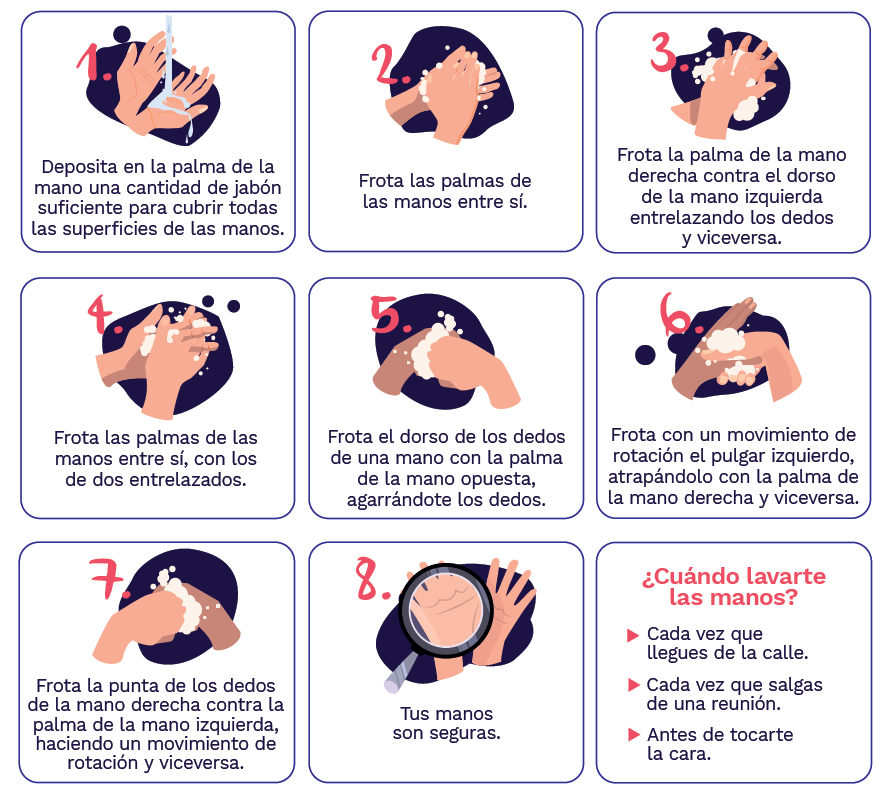 1.
Deposita en la palma de la
mano una cantidad de jabón
suficiente para cubrir todas
las superficies de las manos.
2.
Frota las palmas de
las manos entre sí.
3.
Frota la palma de la mano
derecha contra el dorso
de la mano izquierda
entrelazando los dedos
y viceversa.
4.
Frota las palmas de las
manos entre sí, con los
de dos entrelazados.
5.
Frota el dorso de los dedos
de una mano con la palma
de la mano opuesta,
agarrándote los dedos.
6.
Frota con un movimiento de
rotación el pulgar izquierdo,
atrapándolo con la palma de
la mano derecha y viceversa.
7.
Frota la punta de los dedos
de la mano derecha contra la
palma de la mano izquierda,
haciendo un movimiento de
rotación y viceversa.
8.
Tus manos
son seguras.
¿Cuándo lavarte
las manos?
Cada vez que
llegues de la calle.
Cada vez que salgas
de una reunión.
Antes de tocarte
la cara.